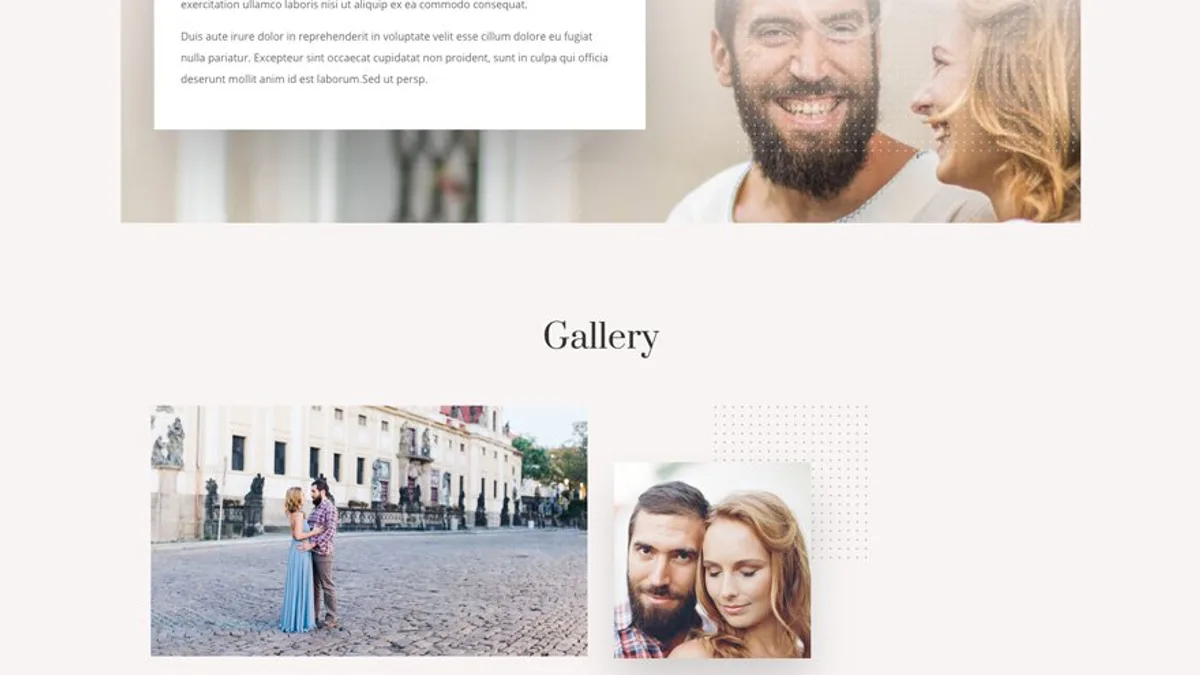 exercitation ullamco laboris nisi ut aliquip ex ea commodo consequat.
Duis aute irure dolor in reprehenderit in voluptate velit esse cillum dolore eu fugiat
nulla pariatur. Excepteur sint occaecat cupidatat non proident, sunt in culpa qui officia
deserunt mollit anim id est laborum.Sed ut persp.
Gallery